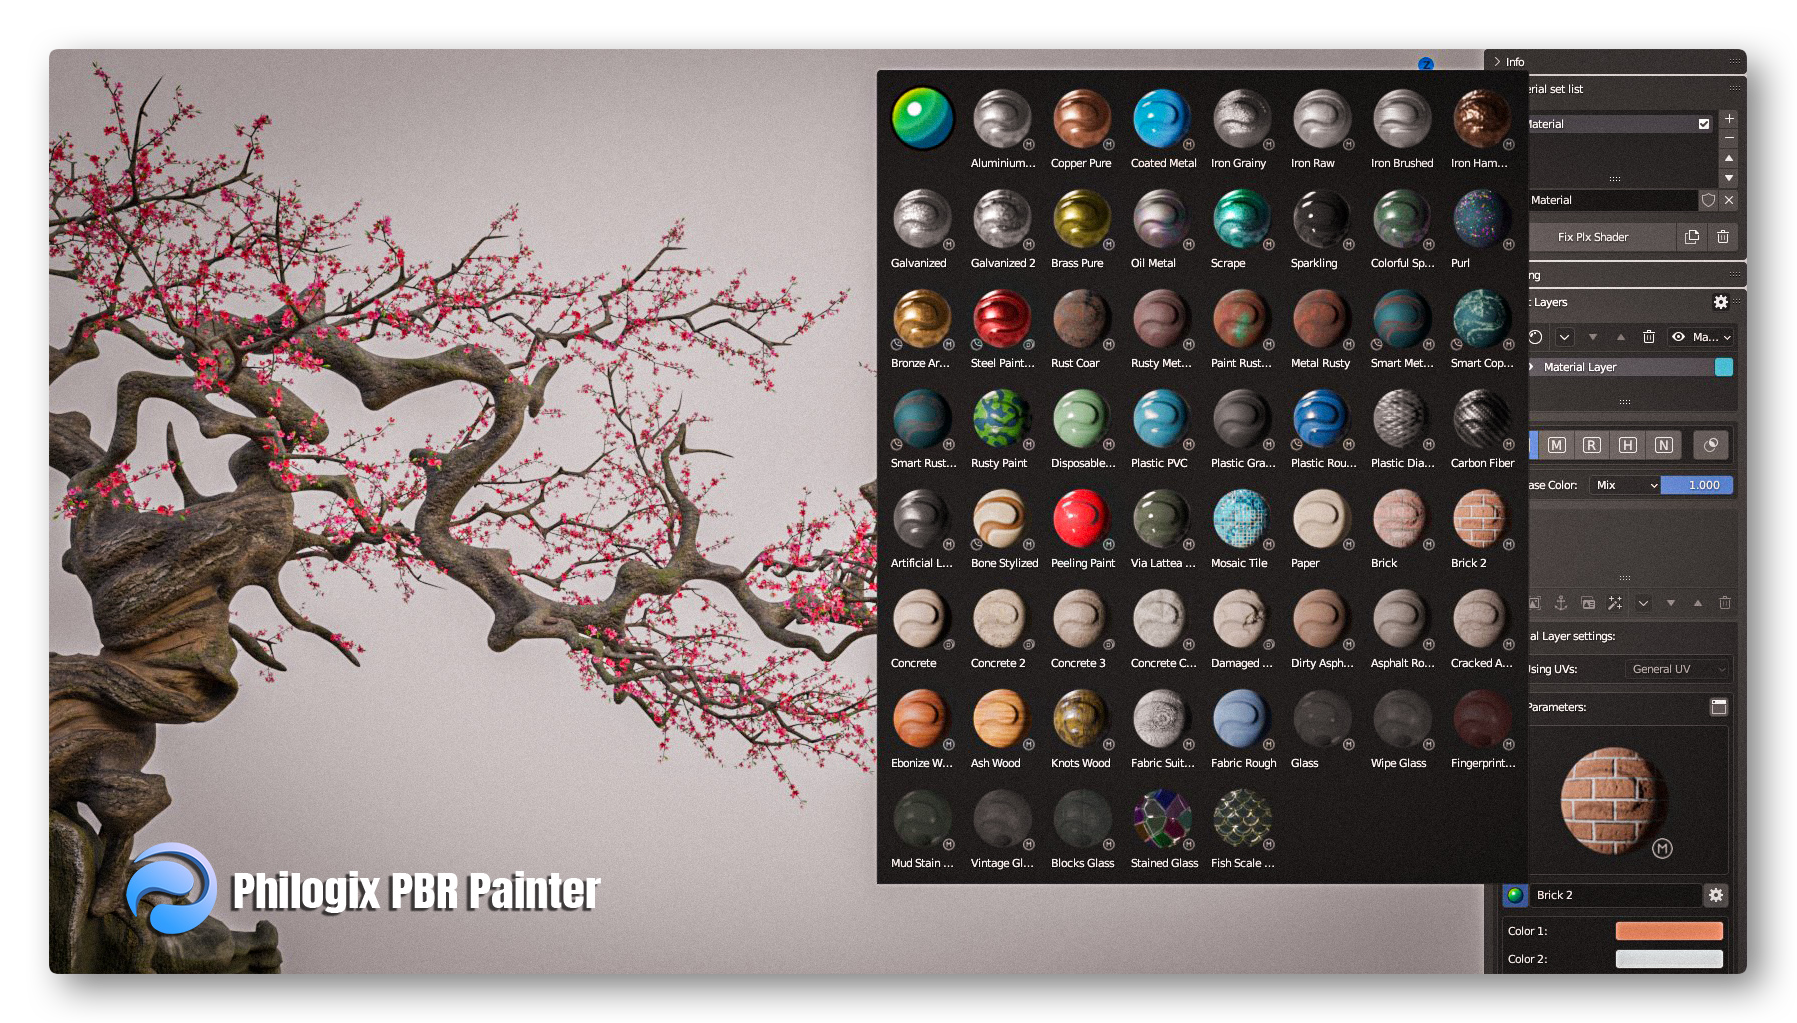 Info
erial set list
Material
Material
Fix Plx Shader
ng
t Layers
Ma...
Material Layer
M R H N
ase Color: Mix 1.000
al Layer settings:
Using UVs: General UV
Parameters:
M
Brick 2
Color 1:
Color 2:
Z
Aluminium... Copper Pure Coated Metal Iron Grainy Iron Raw Iron Brushed Iron Ham...
Galvanized Galvanized 2 Brass Pure Oil Metal Scrape Sparkling Colorful Sp... Purl
Bronze Ar... Steel Paint... Rust Coar Rusty Met... Paint Rust... Metal Rusty Smart Met... Smart Cop...
Smart Rust... Rusty Paint Disposable... Plastic PVC Plastic Gra... Plastic Rou... Plastic Dia... Carbon Fiber
Artificial L... Bone Stylized Peeling Paint Via Lattea ... Mosaic Tile Paper Brick Brick 2
Concrete Concrete 2 Concrete 3 Concrete C... Damaged ... Dirty Asph... Asphalt Ro... Cracked A...
Ebonize W... Ash Wood Knots Wood Fabric Suit... Fabric Rough Glass Wipe Glass Fingerprint...
Mud Stain ... Vintage Gl... Blocks Glass Stained Glass Fish Scale ...
Philogix PBR Painter